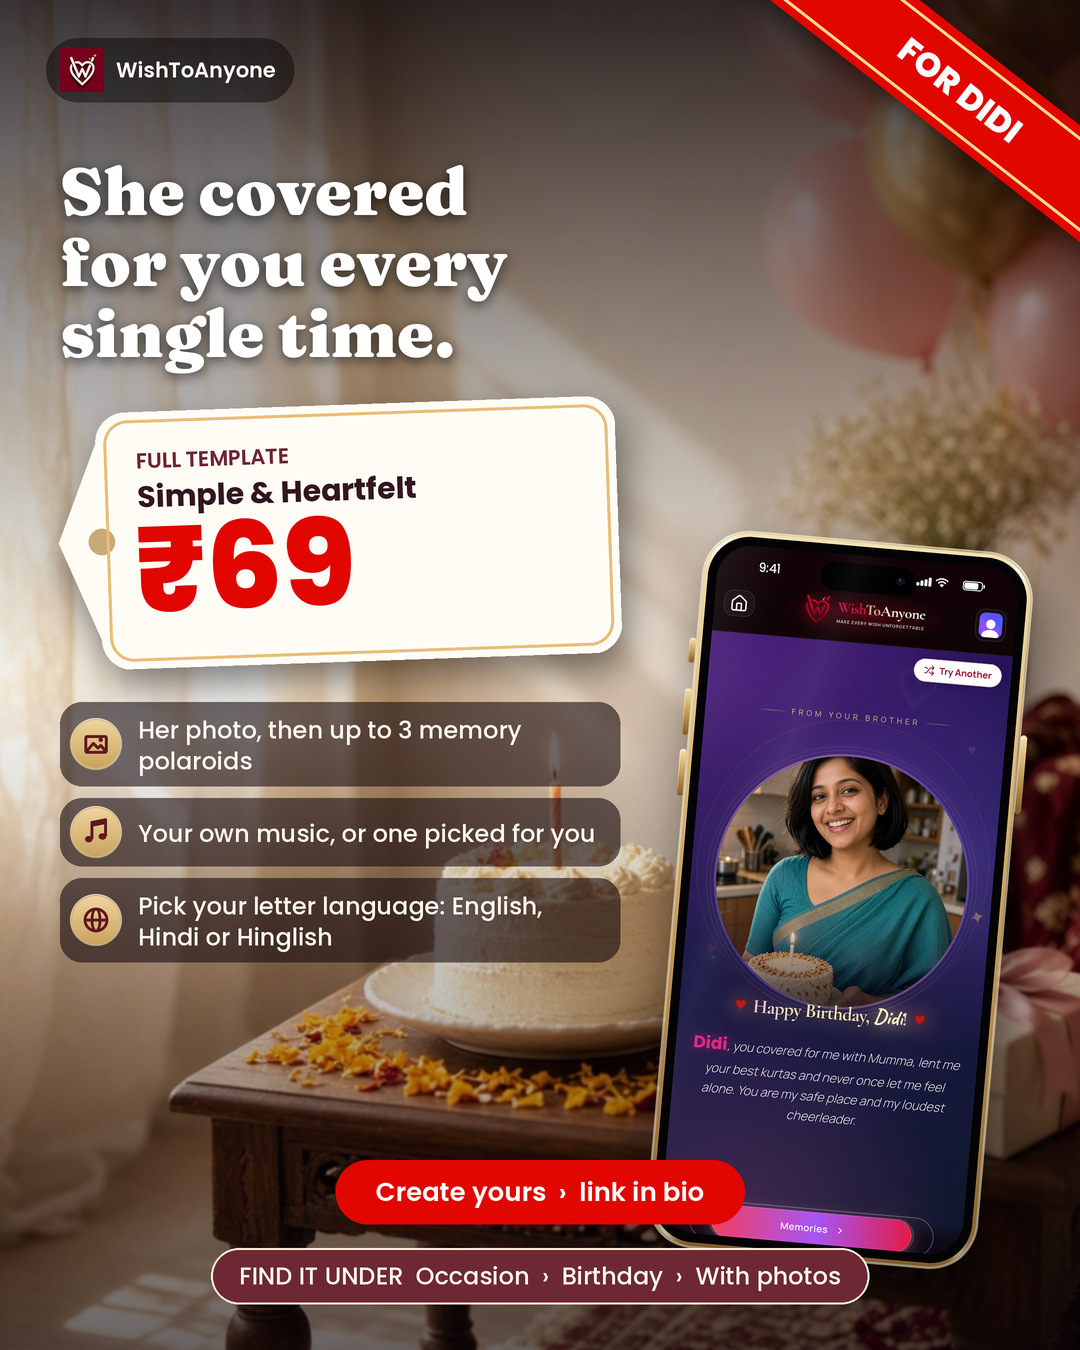 WishToAnyone
FOR DIDI
She covered
for you every
single time.
FULL TEMPLATE
Simple & Heartfelt
₹69
Her photo, then up to 3 memory
polaroids
Your own music, or one picked for you
Pick your letter language: English,
Hindi or Hinglish
9:41
WishToAnyone
MAKE EVERY WISH UNFORGETTABLE
Try Another
FROM YOUR BROTHER
Happy Birthday, Didi!
Didi, you covered for me with Mumma, lent me
your best kurtas and never once let me feel
alone. You are my safe place and my loudest
cheerleader.
Memories ›
Create yours › link in bio
FIND IT UNDER Occasion › Birthday › With photos